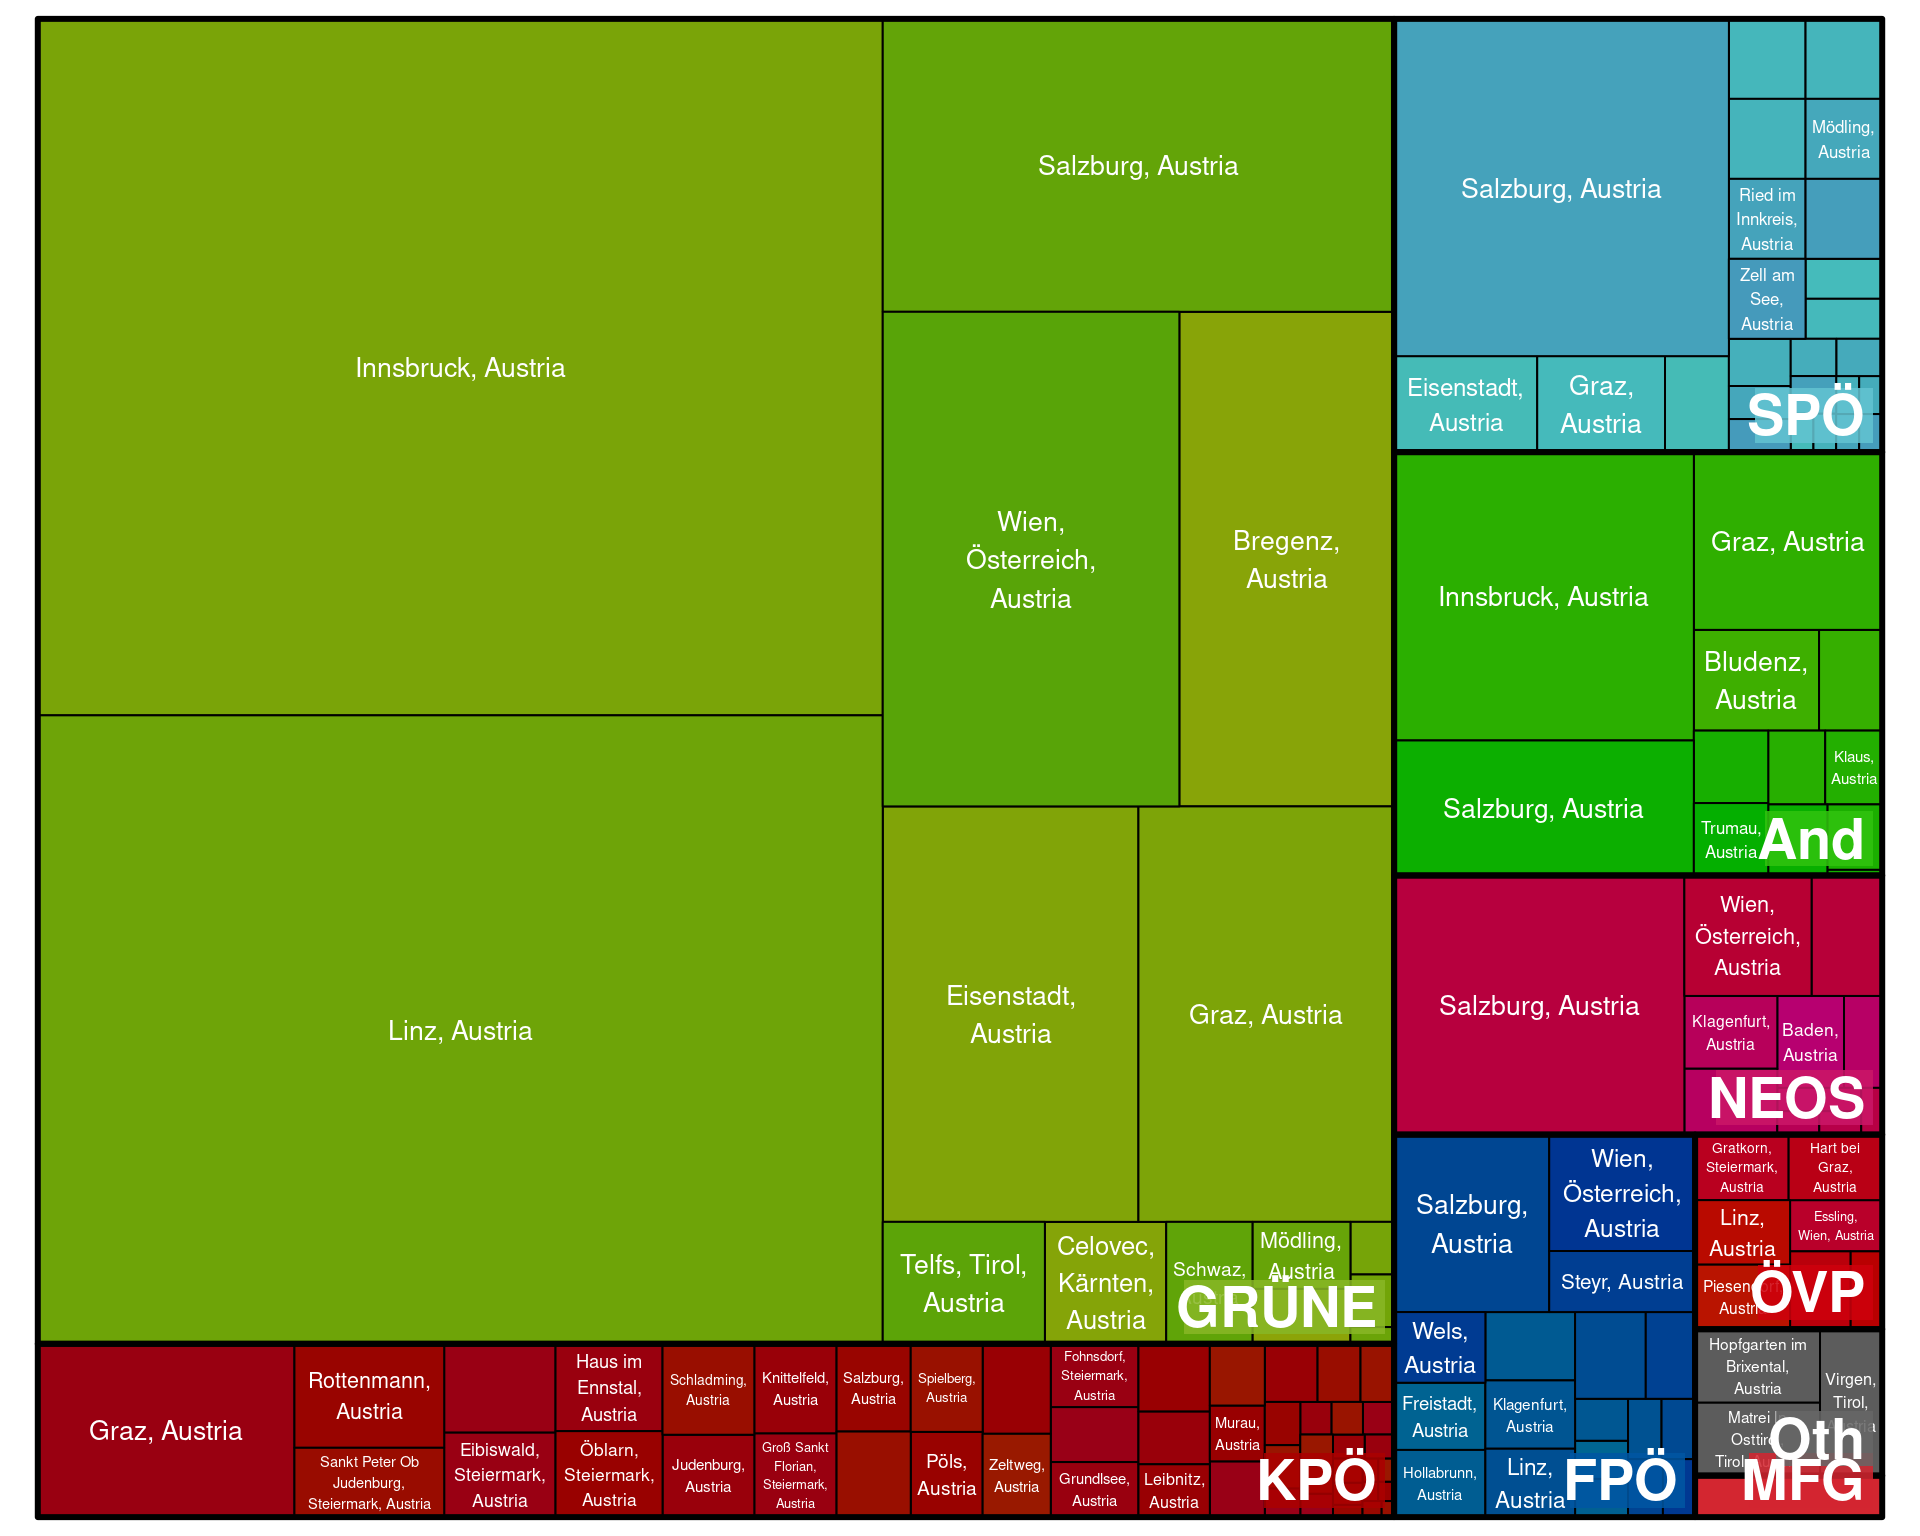 Innsbruck, Austria
Salzburg, Austria
Wien,
Österreich,
Austria
Bregenz,
Austria
Linz, Austria
Eisenstadt,
Austria
Graz, Austria
Telfs, Tirol,
Austria
Celovec,
Kärnten,
Austria
Schwaz,
Mödling,
Austria
GRÜNE
Salzburg, Austria
Mödling,
Austria
Ried im
Innkreis,
Austria
Zell am
See,
Austria
Eisenstadt,
Austria
Graz,
Austria
SPÖ
Innsbruck, Austria
Graz, Austria
Bludenz,
Austria
Klaus,
Austria
Salzburg, Austria
Trumau,
Austria
And
Salzburg, Austria
Wien,
Österreich,
Austria
Klagenfurt,
Austria
Baden,
Austria
NEOS
Salzburg,
Austria
Wien,
Österreich,
Austria
Steyr, Austria
Wels,
Austria
Freistadt,
Austria
Klagenfurt,
Austria
Hollabrunn,
Austria
Linz,
Austria
FPÖ
Gratkorn,
Steiermark,
Austria
Hart bei
Graz,
Austria
Linz,
Austria
Essling,
Wien, Austria
ÖVP
Hopfgarten im
Brixental,
Austria
Virgen,
Tirol,
Matrei
Oth
MFG
Graz, Austria
Rottenmann,
Austria
Sankt Peter Ob
Judenburg,
Steiermark, Austria
Eibiswald,
Steiermark,
Austria
Haus im
Ennstal,
Austria
Öblarn,
Steiermark,
Austria
Schladming,
Austria
Judenburg,
Austria
Knittelfeld,
Austria
Groß Sankt
Florian,
Steiermark,
Austria
Salzburg,
Austria
Spielberg,
Austria
Pöls,
Austria
Zeltweg,
Austria
Fohnsdorf,
Steiermark,
Austria
Grundlsee,
Austria
Leibnitz,
Austria
Murau,
Austria
KPÖ